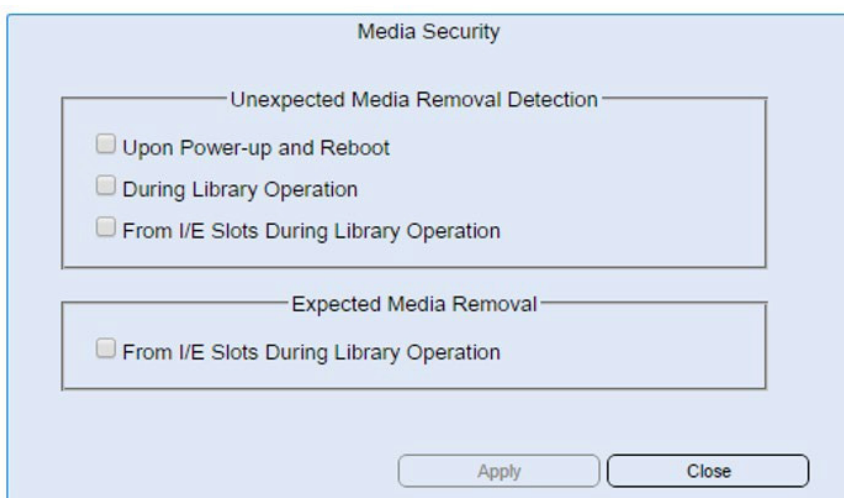 Media Security
Unexpected Media Removal Detection
Upon Power-up and Reboot
During Library Operation
From I/E Slots During Library Operation
Expected Media Removal
From I/E Slots During Library Operation
Apply
Close